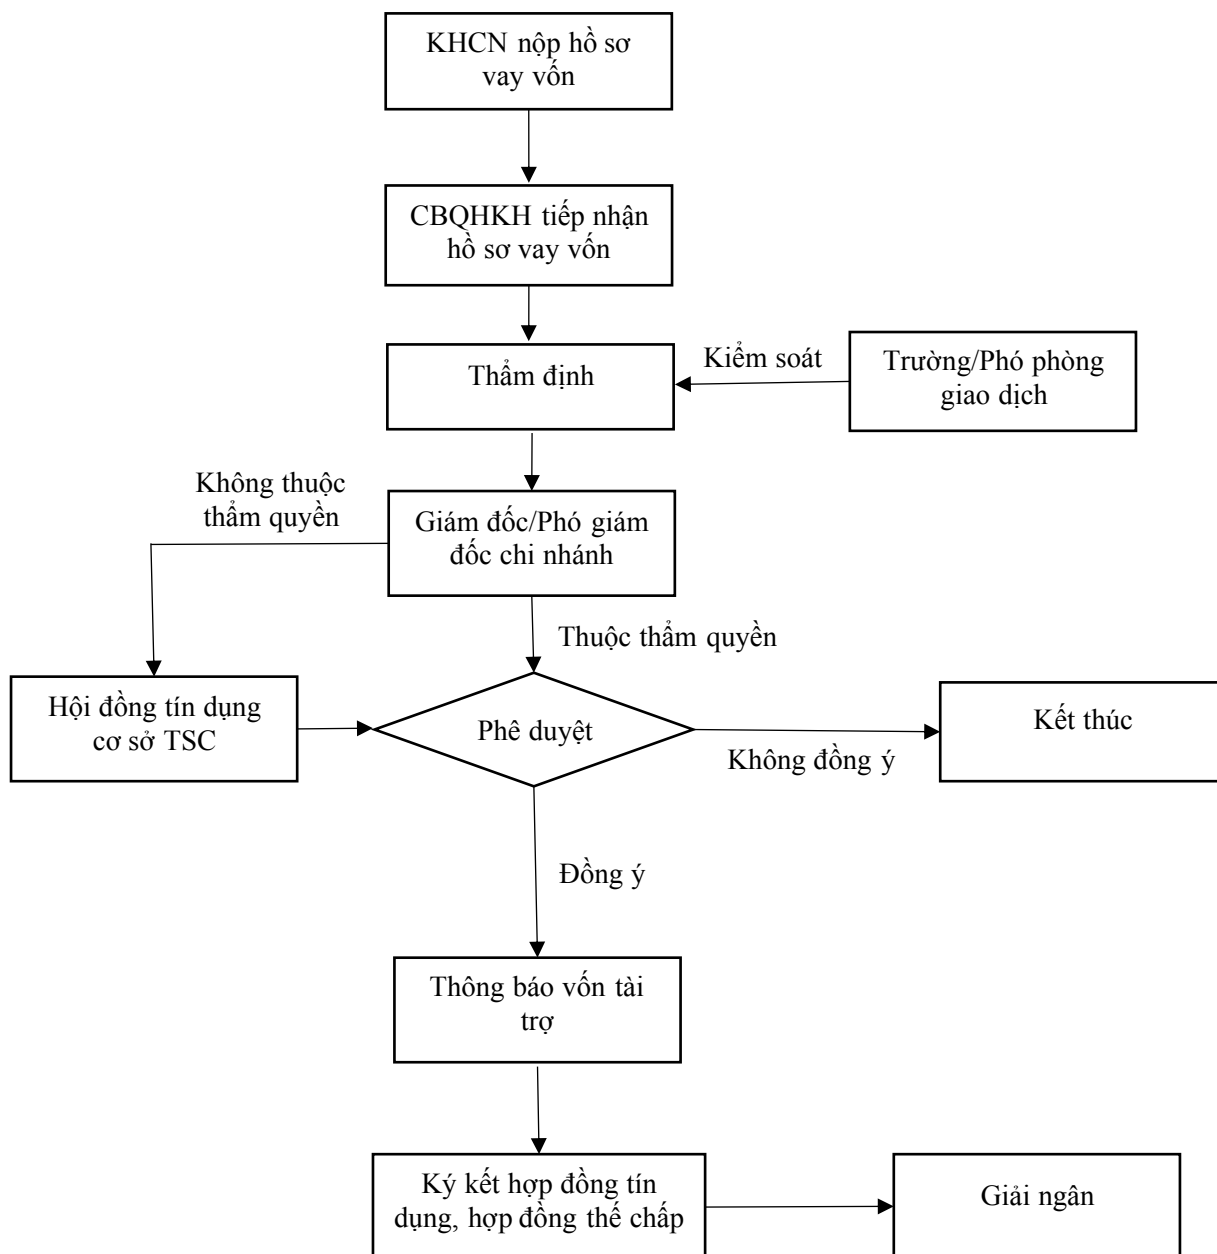 KHCN nộp hồ sơ
vay vốn
CBQHKH tiếp nhận
hồ sơ vay vốn
Thẩm định
Kiểm soát
Trường/Phó phòng
giao dịch
Không thuộc
thẩm quyền
Giám đốc/Phó giám
đốc chi nhánh
Thuộc thẩm quyền
Hội đồng tín dụng
cơ sở TSC
Phê duyệt
Không đồng ý
Kết thúc
Đồng ý
Thông báo vốn tài
trợ
Ký kết hợp đồng tín
dụng, hợp đồng thế chấp
Giải ngân